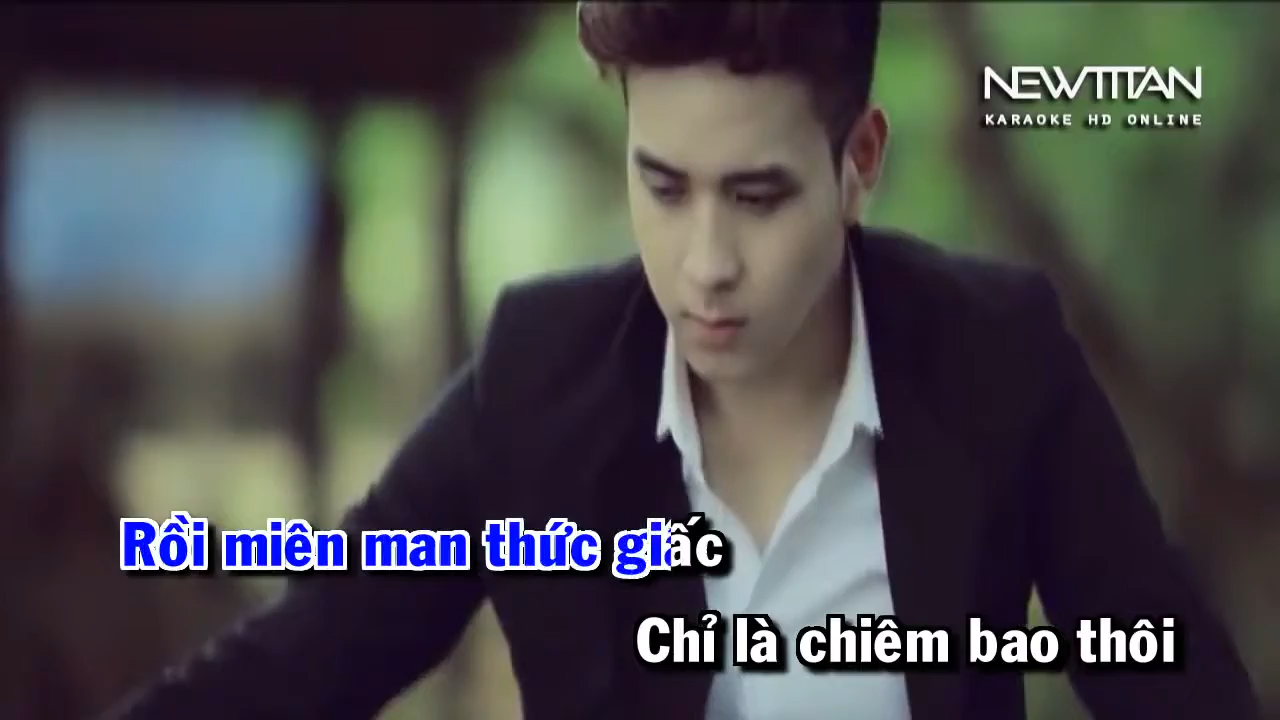 NEWTITAN
KARAOKE HD ONLINE
Rồi miên man thức giấc
Chỉ là chiêm bao thôi